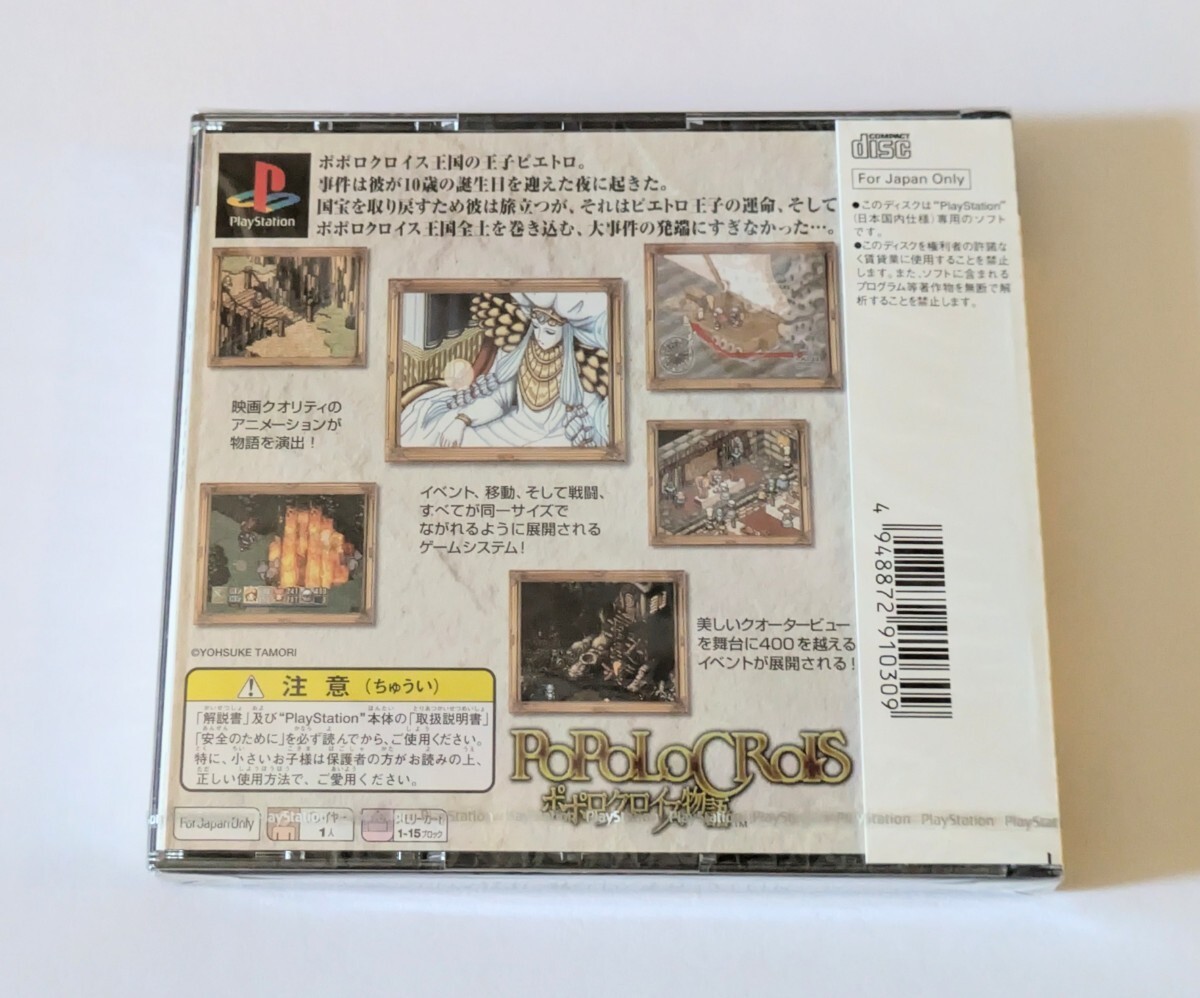 PlayStation
ポポロクロイス王国の王子ピエトロ。
事件は彼が10歳の誕生日を迎えた夜に起きた。
国宝を取り戻すため彼は旅立つが、それはピエトロ王子の運命、そして
ポポロクロイス王国全土を巻き込む、大事件の発端にすぎなかった…。
映画クオリティの
アニメーションが
物語を演出！
イベント、移動、そして戦闘、
すべてが同一サイズで
ながれるように展開される
ゲームシステム！
美しいクオータービュー
を舞台に400を越える
イベントが展開される！
©YOHSUKE TAMORI
注意（ちゅうい）
「解説書」及び“PlayStation”本体の「取扱説明書」
「安全のために」を必ず読んでから、ご使用ください。
特に、小さいお子様は保護者の方がお読みの上、
正しい使用方法で、ご愛用ください。
PoPoLoCRoIS
ポポロクロイス物語™
For Japan Only
1人
メモリーカード
1-15ブロック
PlayStation PlayStation PlayStation PlayStation
COMPACT
disc
For Japan Only
●このディスクは“PlayStation”
(日本国内仕様)専用のソフト
です。
●このディスクを権利者の許諾な
く賃貸業に使用することを禁止
します。また、ソフトに含まれる
プログラム等著作物を無断で解
析することを禁止します。
4 948872 910309